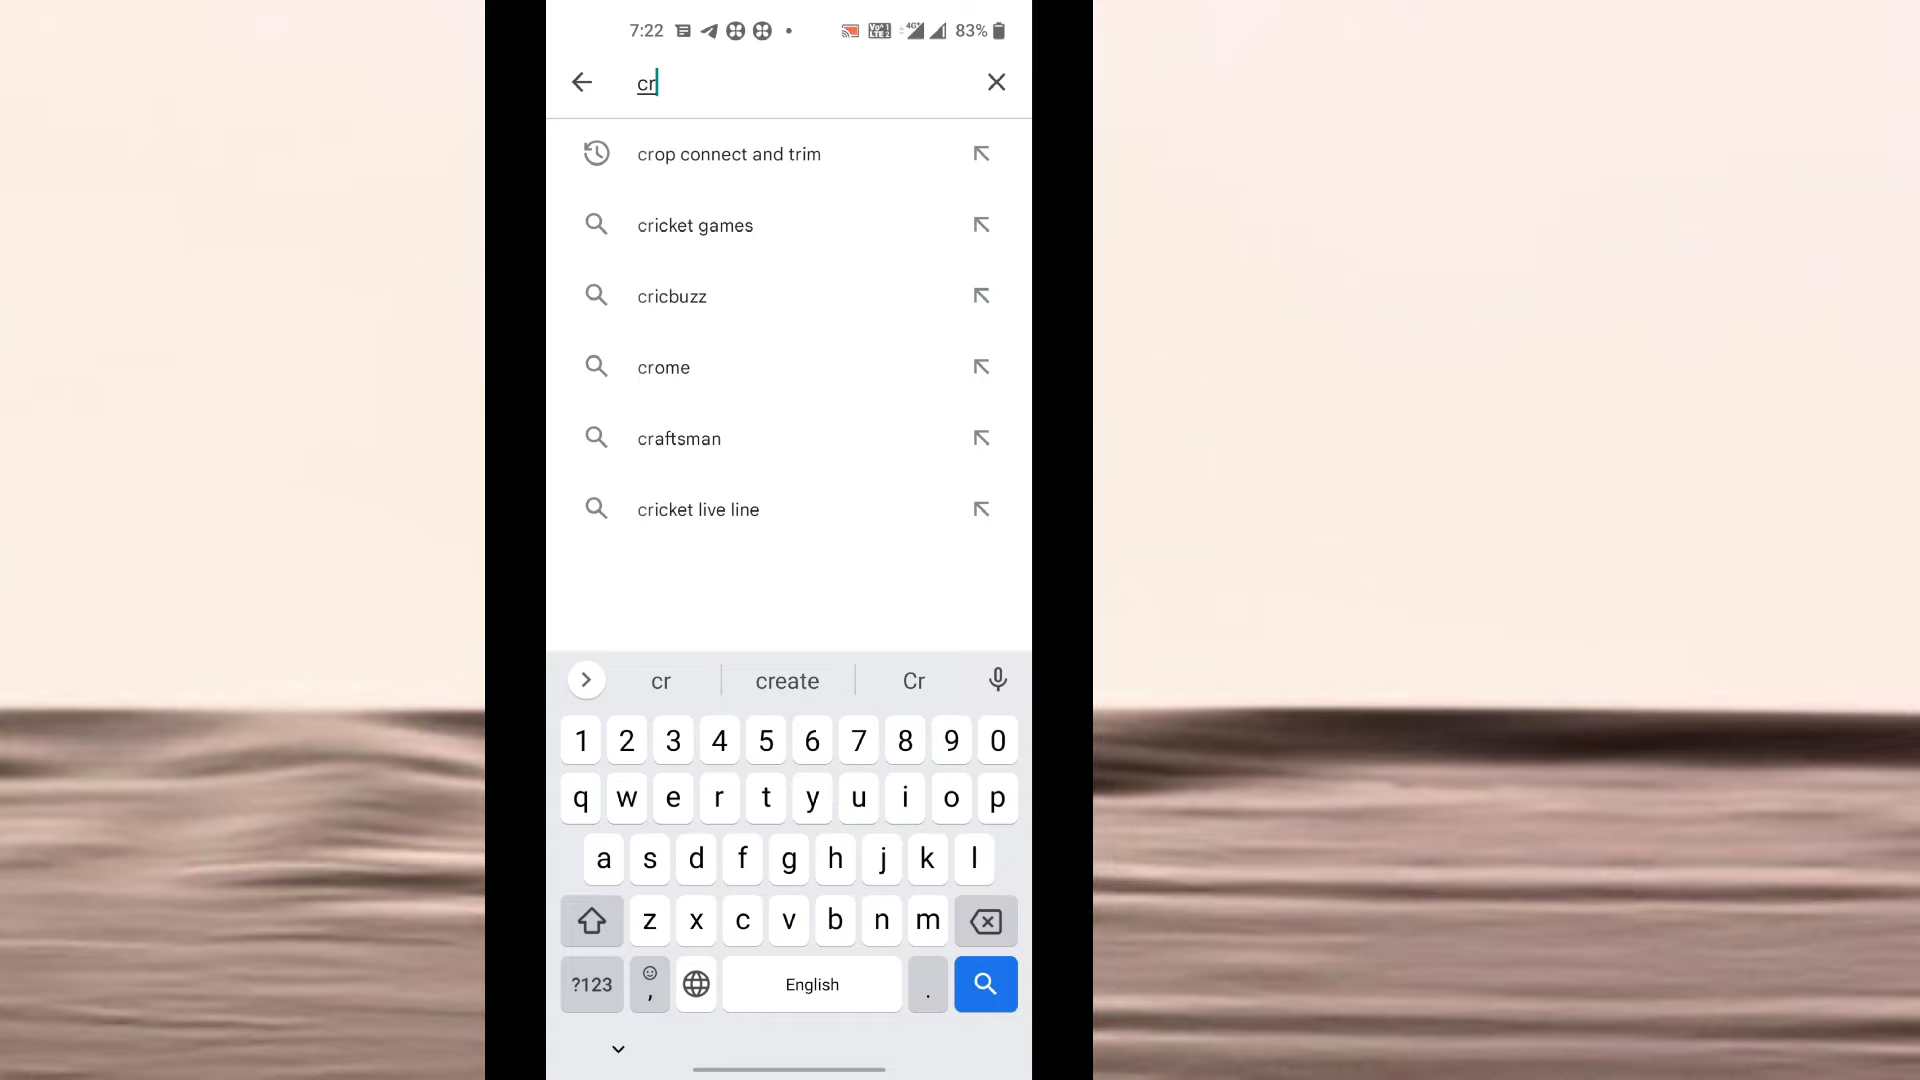 7:22 83%
cr
crop connect and trim
cricket games
cricbuzz
crome
craftsman
cricket live line
cr create Cr
1 2 3 4 5 6 7 8 9 0
q w e r t y u i o p
a s d f g h j k l
z x c v b n m
?123 , English .